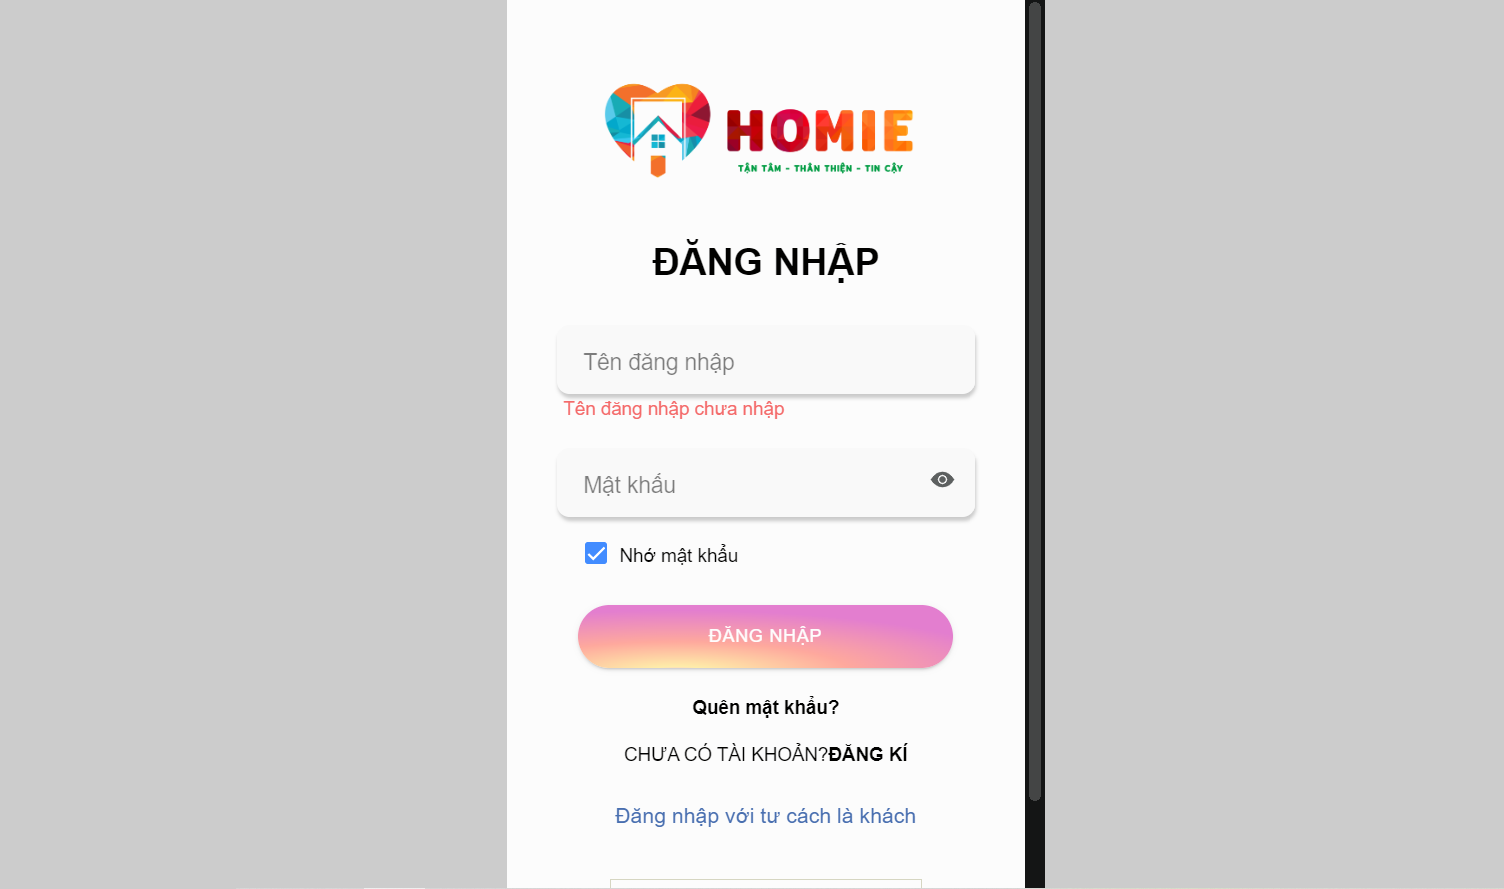 HOMIE
TẬN TÂM - THÂN THIỆN - TIN CẬY
ĐĂNG NHẬP
Tên đăng nhập
Tên đăng nhập chưa nhập
Mật khẩu
Nhớ mật khẩu
ĐĂNG NHẬP
Quên mật khẩu?
CHƯA CÓ TÀI KHOẢN?ĐĂNG KÍ
Đăng nhập với tư cách là khách